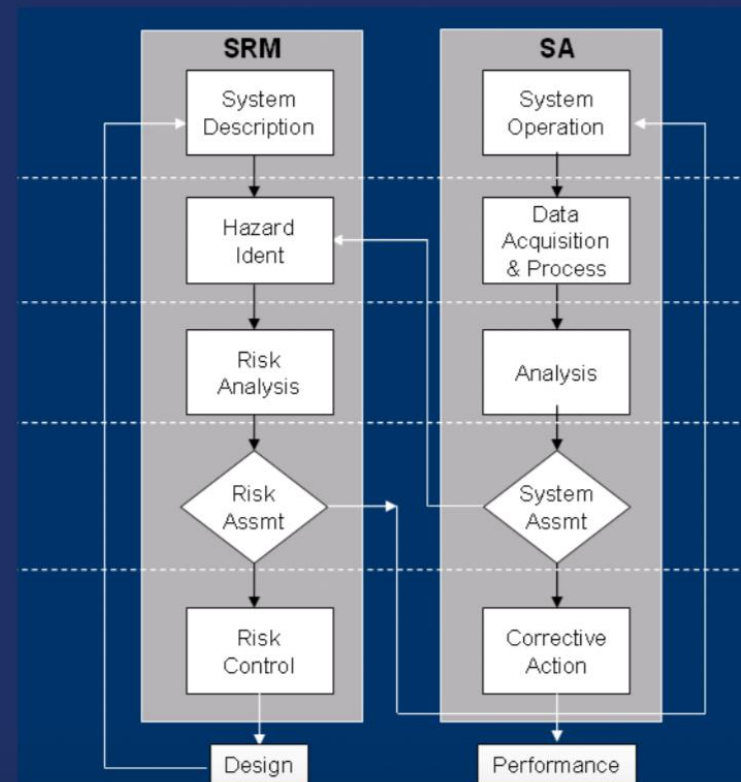 SRM
System
Description
Hazard
Ident
Risk
Analysis
Risk
Assmt
Risk
Control
Design
SA
System
Operation
Data
Acquisition
& Process
Analysis
System
Assmt
Corrective
Action
Performance